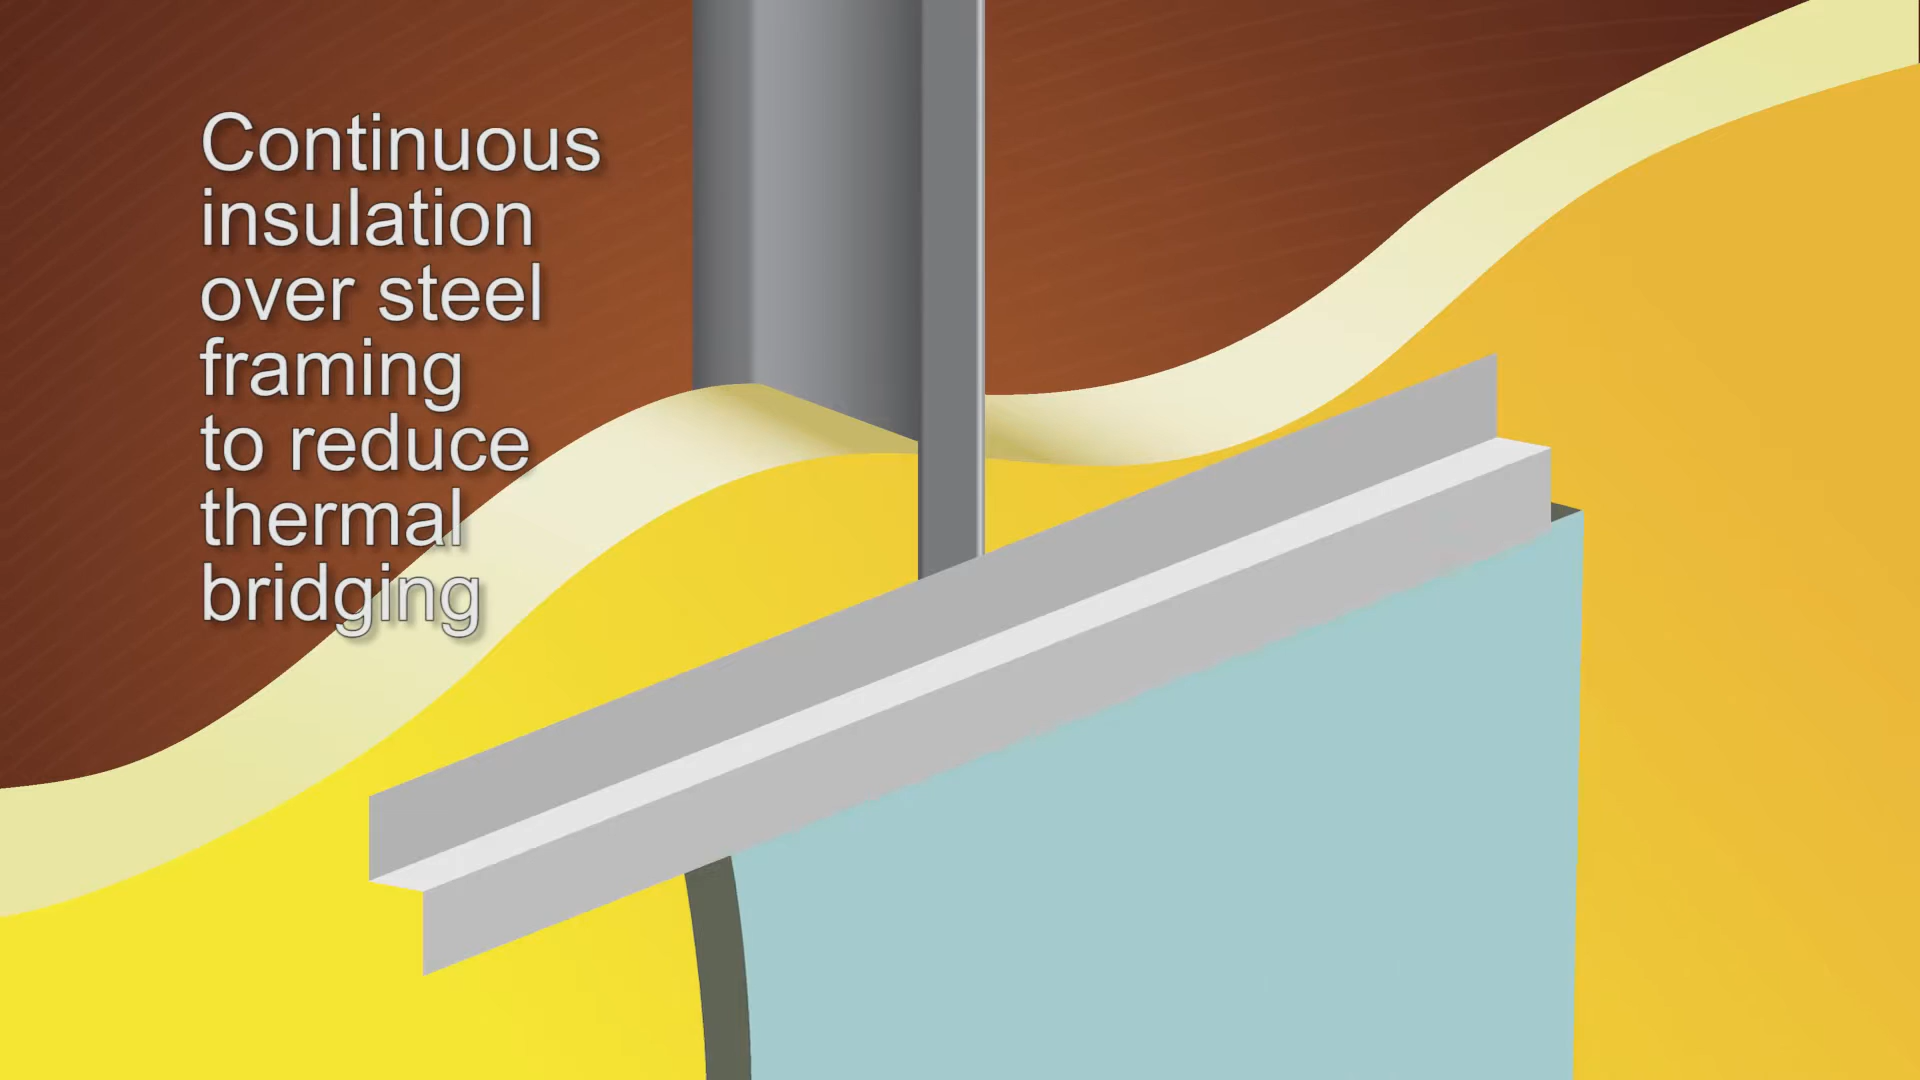 Continuous
insulation
over steel
framing
to reduce
thermal
bridging